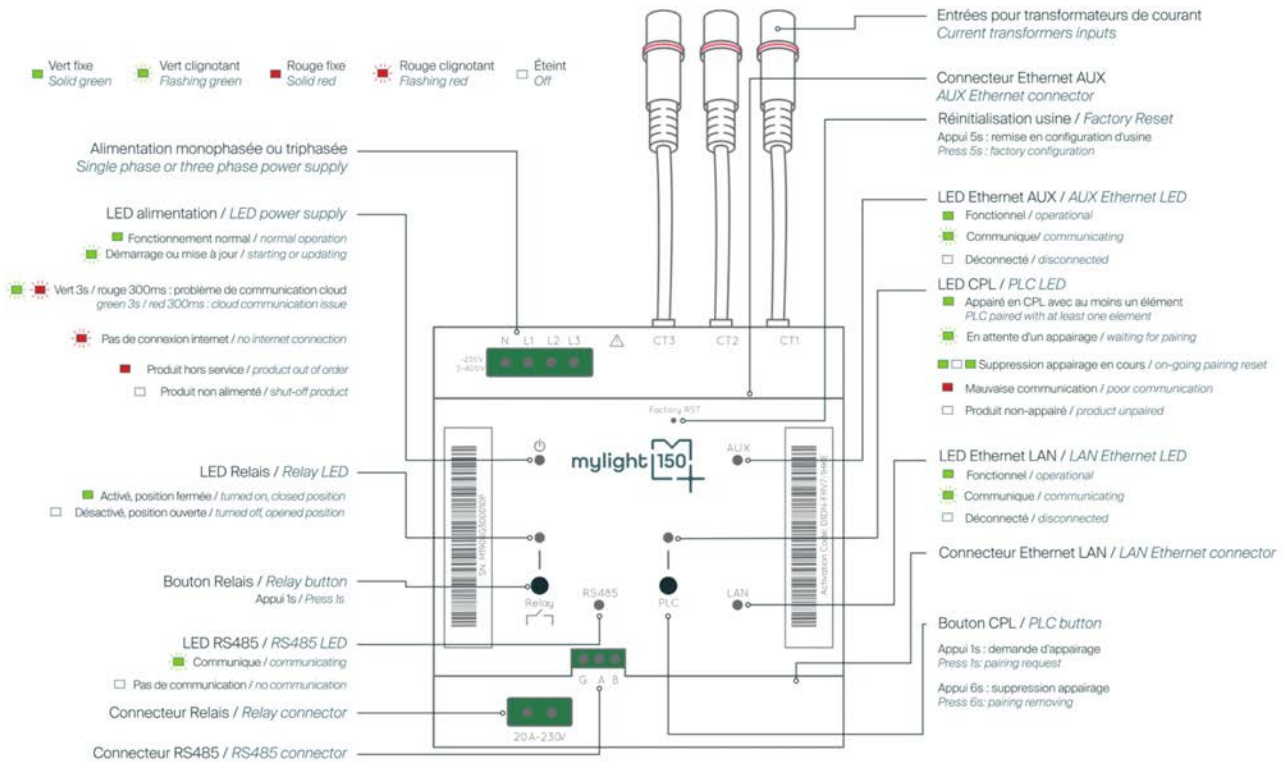 Vert fixe
Solid green
Vert clignotant
Flashing green
Rouge fixe
Solid red
Rouge clignotant
Flashing red
Éteint
Off
Alimentation monophasée ou triphasée
Single phase or three phase power supply
LED alimentation / LED power supply
Fonctionnement normal / normal operation
Démarrage ou mise à jour / starting or updating
Vert 3s / rouge 300ms : problème de communication cloud
green 3s / red 300ms : cloud communication issue
Pas de connexion internet / no internet connection
Produit hors service / product out of order
Produit non alimenté / shut-off product
LED Relais / Relay LED
Activé, position fermée / turned on, closed position
Désactivé, position ouverte / turned off, opened position
Bouton Relais / Relay button
Appui 1s / Press 1s
LED RS485 / RS485 LED
Communique / communicating
Pas de communication / no communication
Connecteur Relais / Relay connector
Connecteur RS485 / RS485 connector
N L1 L2 L3
~230V
3~400V
CT3 CT2 CT1
Factory RST
mylight 150
AUX
Relay
RS485
PLC
LAN
G A B
20A-230V
Entrées pour transformateurs de courant
Current transformers inputs
Connecteur Ethernet AUX
AUX Ethernet connector
Réinitialisation usine / Factory Reset
Appui 5s : remise en configuration d'usine
Press 5s : factory configuration
LED Ethernet AUX / AUX Ethernet LED
Fonctionnel / operational
Communique/ communicating
Déconnecté / disconnected
LED CPL / PLC LED
Appairé en CPL avec au moins un élément
PLC paired with at least one element
En attente d'un appairage / waiting for pairing
Suppression appairage en cours / on-going pairing reset
Mauvaise communication / poor communication
Produit non-appairé / product unpaired
LED Ethernet LAN / LAN Ethernet LED
Fonctionnel / operational
Communique / communicating
Déconnecté / disconnected
Connecteur Ethernet LAN / LAN Ethernet connector
Bouton CPL / PLC button
Appui 1s : demande d'appairage
Press 1s: pairing request
Appui 6s : suppression appairage
Press 6s: pairing removing
SN
Activation Code: